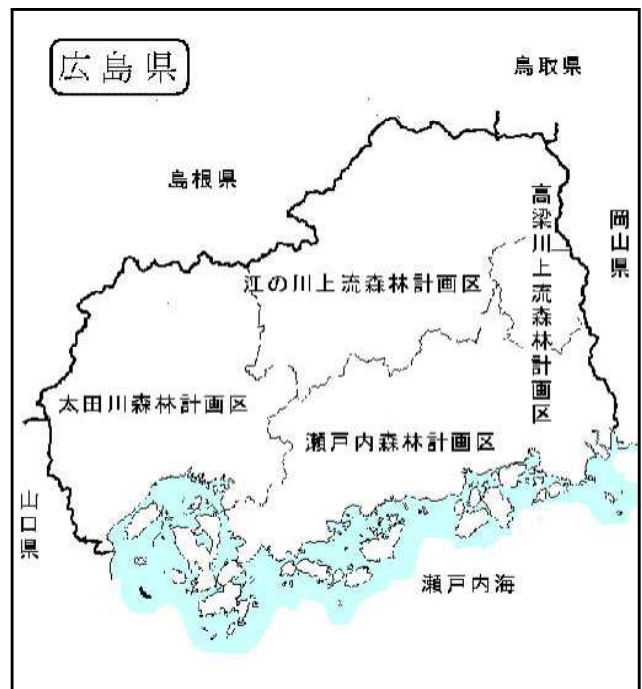 広島県
鳥取県
島根県
岡山県
高梁川上流森林計画区
江の川上流森林計画区
太田川森林計画区
瀬戸内森林計画区
山口県
瀬戸内海